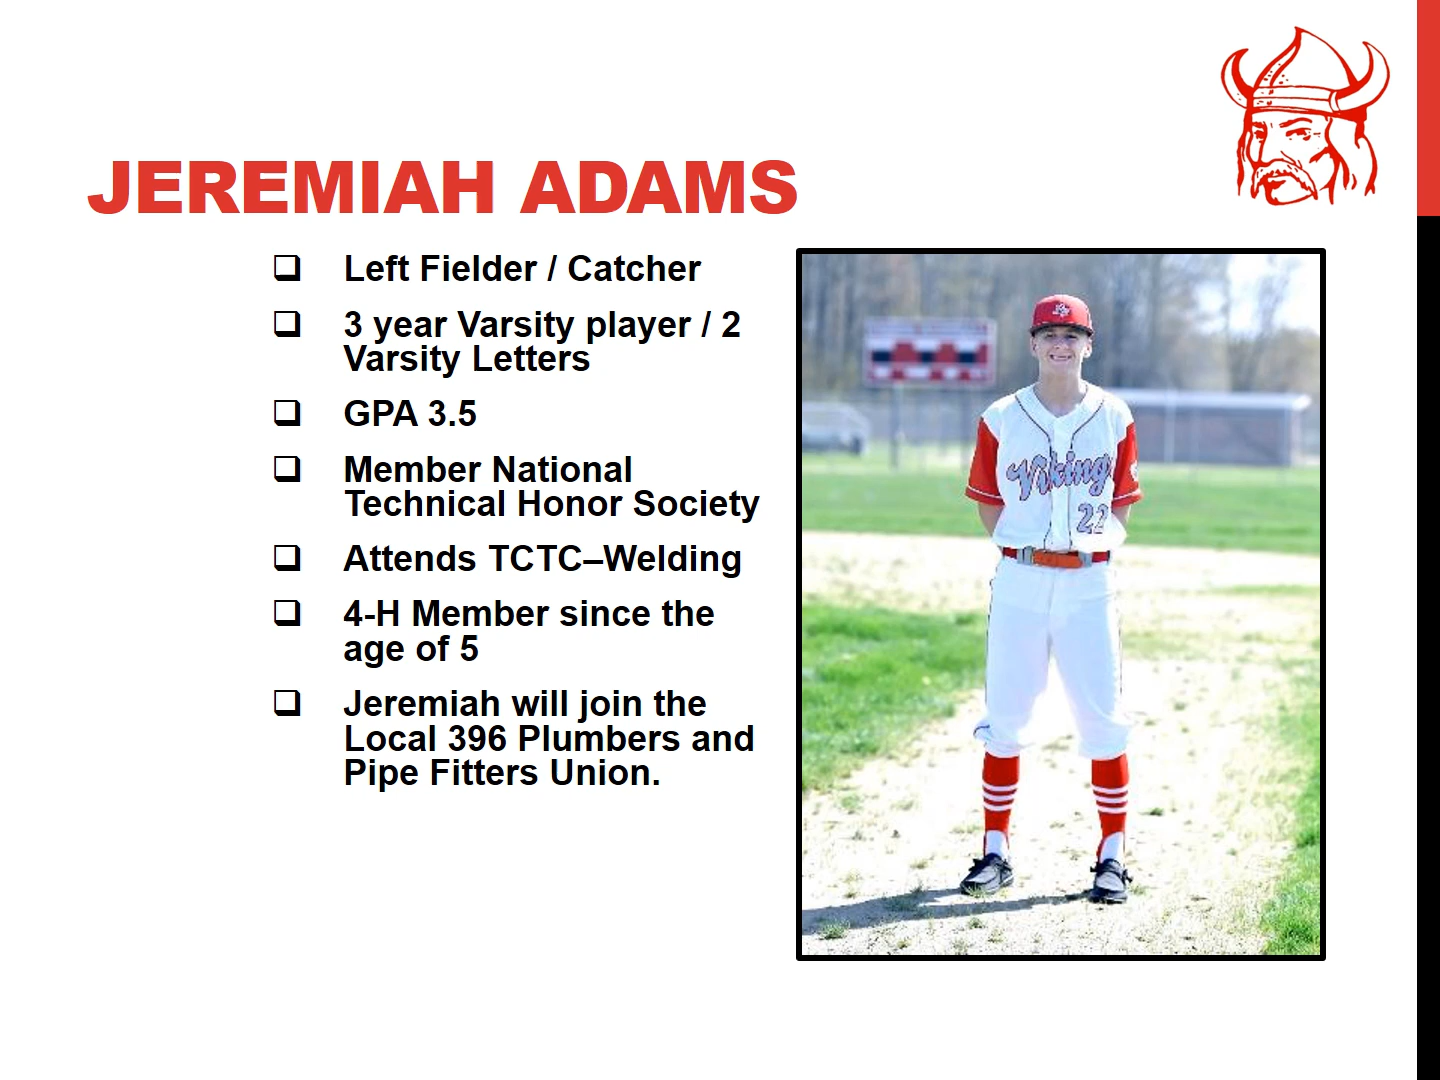 JEREMIAH ADAMS
❑ Left Fielder / Catcher
❑ 3 year Varsity player / 2
Varsity Letters
❑ GPA 3.5
❑ Member National
Technical Honor Society
❑ Attends TCTC–Welding
❑ 4-H Member since the
age of 5
❑ Jeremiah will join the
Local 396 Plumbers and
Pipe Fitters Union.
Vikings
22